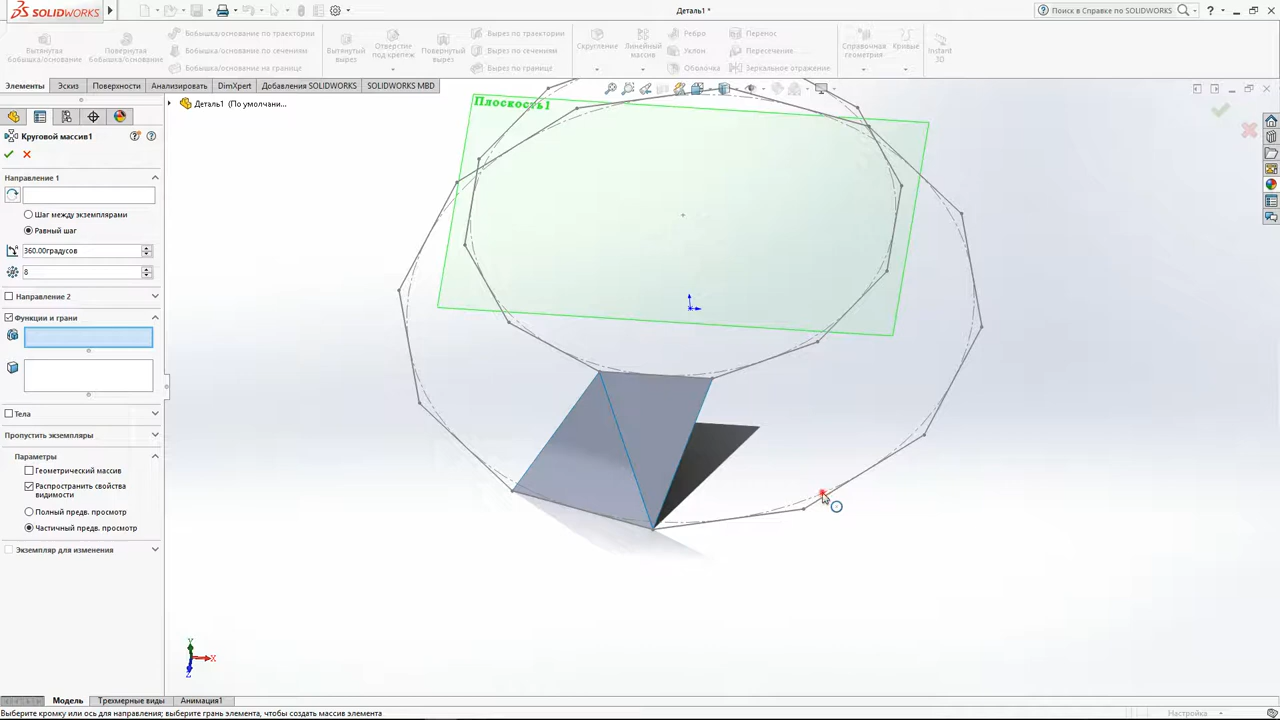 SOLIDWORKS
Деталь1 *
Поиск в Справке по SOLIDWORKS
Вытянутая бобышка/основание
Повернутая бобышка/основание
Бобышка/основание по траектории
Бобышка/основание по сечениям
Бобышка/основание на границе
Вытянутый вырез
Отверстие под крепеж
Повернутый вырез
Вырез по траектории
Вырез по сечениям
Вырез по границе
Скругление
Линейный массив
Ребро
Уклон
Оболочка
Перенос
Пересечение
Зеркальное отражение
Справочная геометрия
Кривые
Instant 3D
Элементы
Эскиз
Поверхности
Анализировать
DimXpert
Добавления SOLIDWORKS
SOLIDWORKS MBD
Деталь1 (По умолчани...
Плоскость1
Круговой массив1
Направление 1
Шаг между экземплярами
Равный шаг
360.00градусов
8
Направление 2
Функции и грани
Тела
Пропустить экземпляры
Параметры
Геометрический массив
Распространить свойства
видимости
Полный предв. просмотр
Частичный предв. просмотр
Экземпляр для изменения
Y
X
Z
Модель
Трехмерные виды
Анимация1
Выберите кромку или ось для направления; выберите грань элемента, чтобы создать массив элемента
Настройка